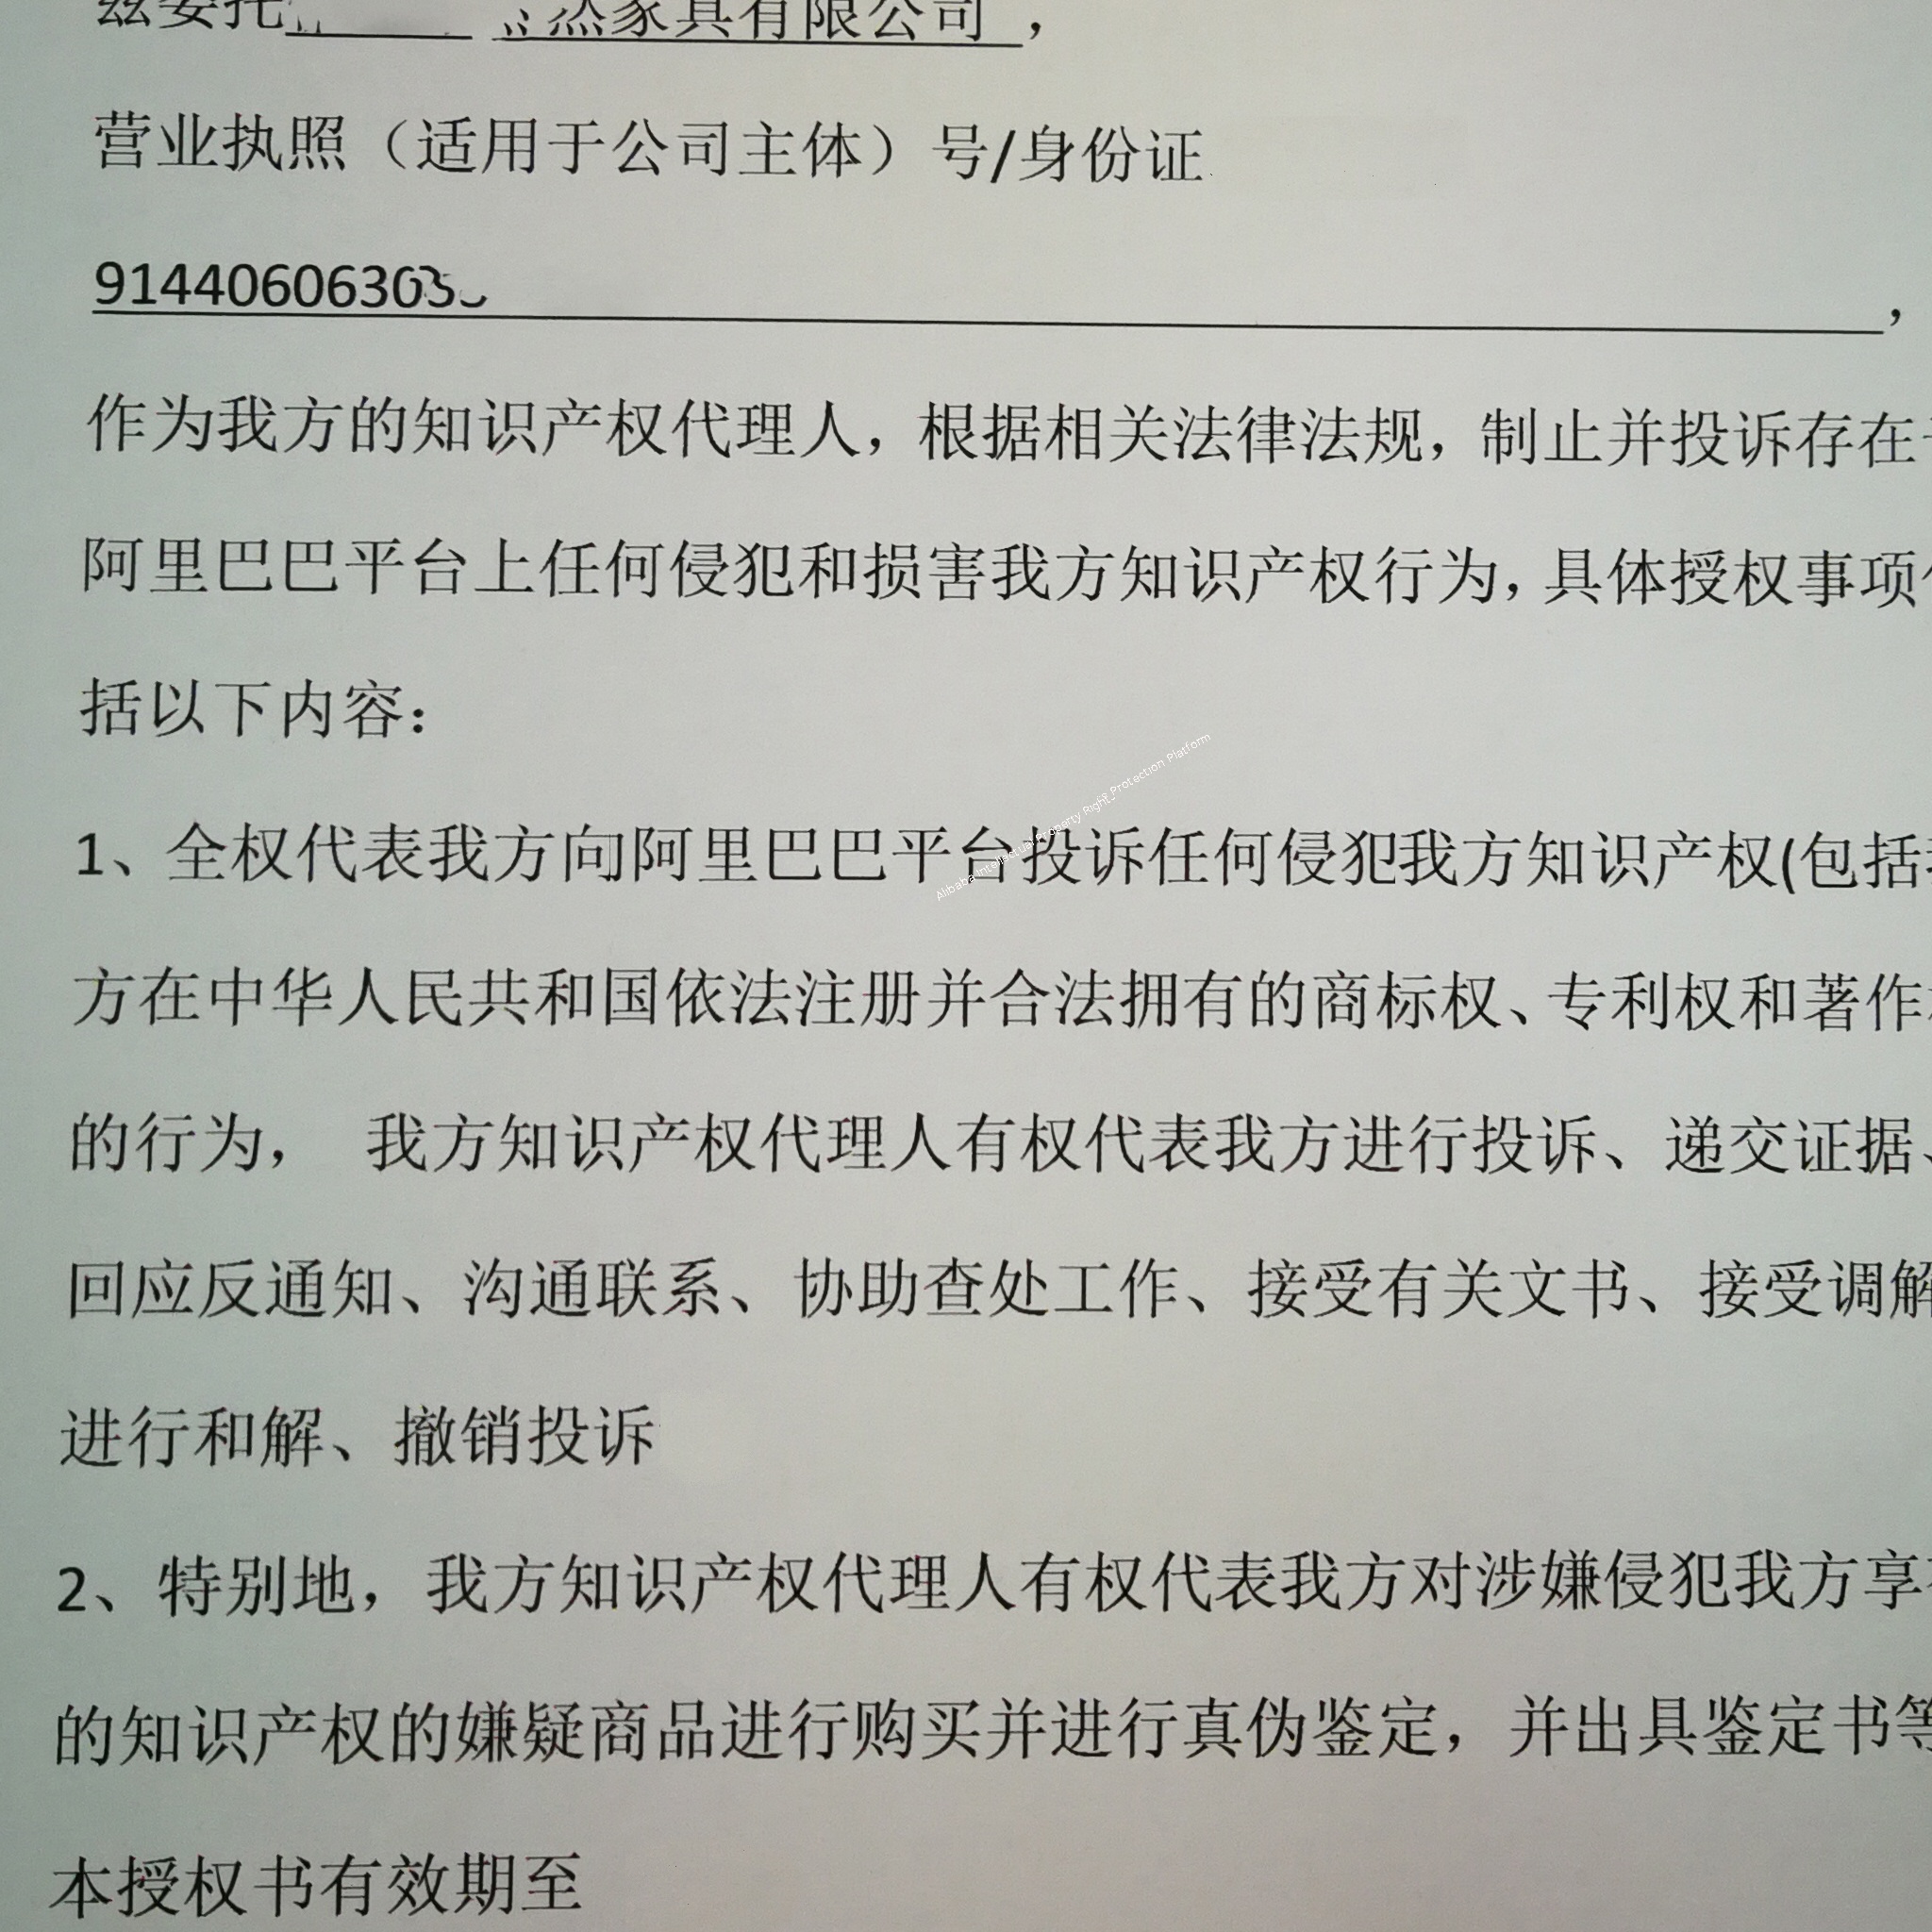 兹委托 杰家具有限公司，
营业执照（适用于公司主体）号/身份证
91440606303
，
作为我方的知识产权代理人，根据相关法律法规，制止并投诉存在
阿里巴巴平台上任何侵犯和损害我方知识产权行为，具体授权事项
括以下内容：
Alibaba Intellectual Property Rights Protection Platform
1、全权代表我方向阿里巴巴平台投诉任何侵犯我方知识产权(包括
方在中华人民共和国依法注册并合法拥有的商标权、专利权和著作
的行为， 我方知识产权代理人有权代表我方进行投诉、递交证据、
回应反通知、沟通联系、协助查处工作、接受有关文书、接受调解
进行和解、撤销投诉
2、特别地，我方知识产权代理人有权代表我方对涉嫌侵犯我方享
的知识产权的嫌疑商品进行购买并进行真伪鉴定，并出具鉴定书等
本授权书有效期至